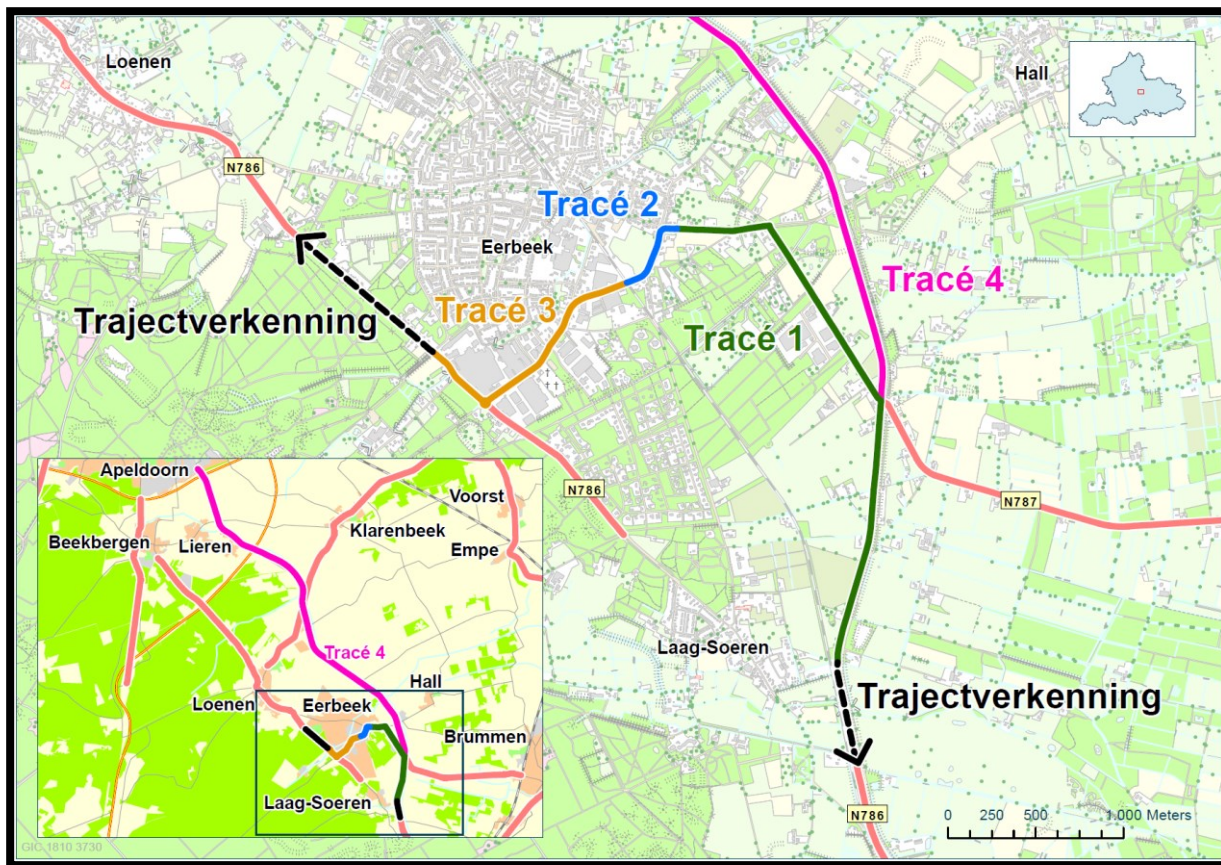 Loenen
Hall
N786
Tracé 2
Eerbeek
Tracé 4
Tracé 3
Trajectverkenning
Tracé 1
N786
N787
Laag-Soeren
Trajectverkenning
N786
0 250 500 1.000 Meters
Apeldoorn
Voorst
Beekbergen
Lieren
Klarenbeek
Empe
Tracé 4
Hall
Loenen
Eerbeek
Brummen
Laag-Soeren
GIC 1810 3730